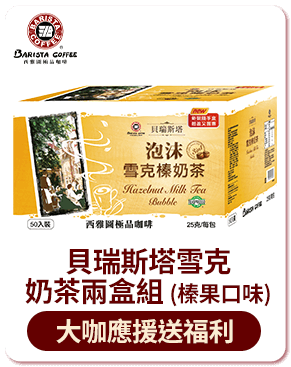 BARISTA COFFEE
BARISTA COFFEE
西雅圖極品咖啡
貝瑞斯塔
new
泡沫
雪克榛奶茶
Hazelnut Milk Tea
Bubble
50入裝
西雅圖極品咖啡
25克/每包
貝瑞斯塔雪克
奶茶兩盒組 (榛果口味)
大咖應援送福利